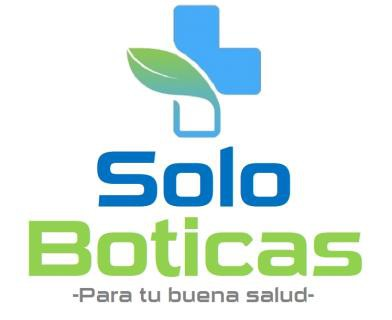 Solo
Boticas
-Para tu buena salud-